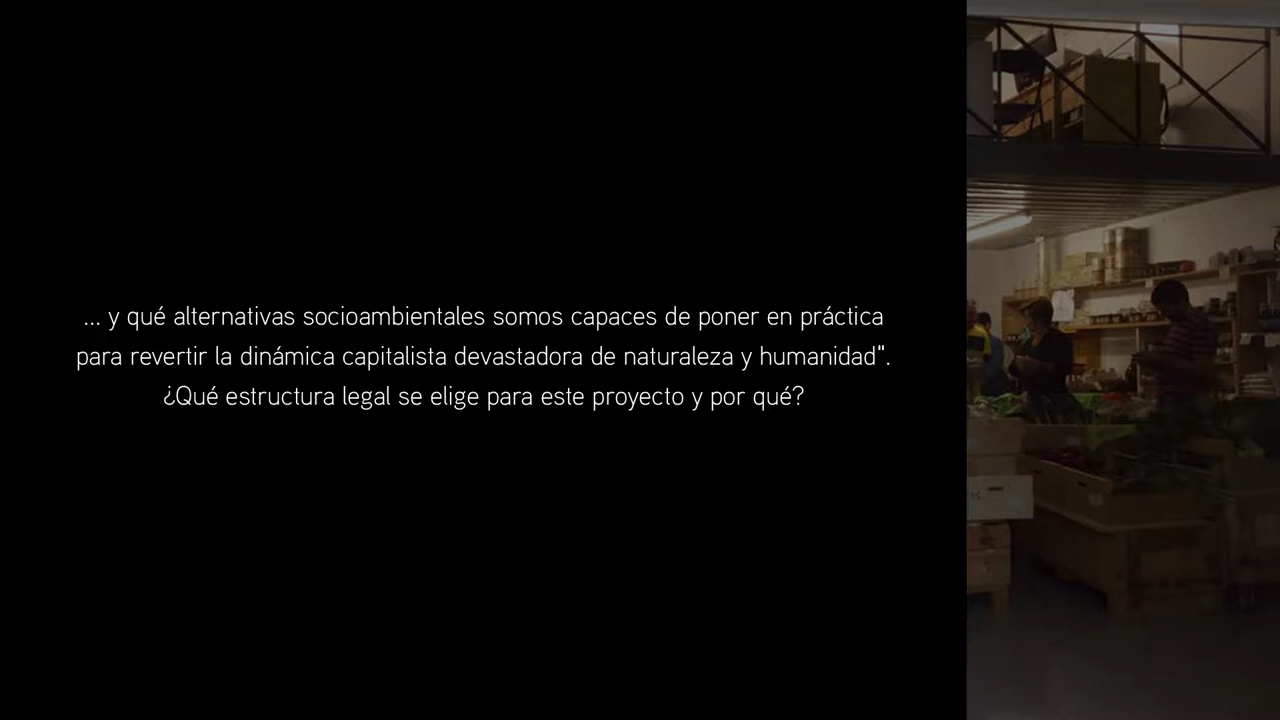 ... y qué alternativas socioambientales somos capaces de poner en práctica
para revertir la dinámica capitalista devastadora de naturaleza y humanidad".
¿Qué estructura legal se elige para este proyecto y por qué?